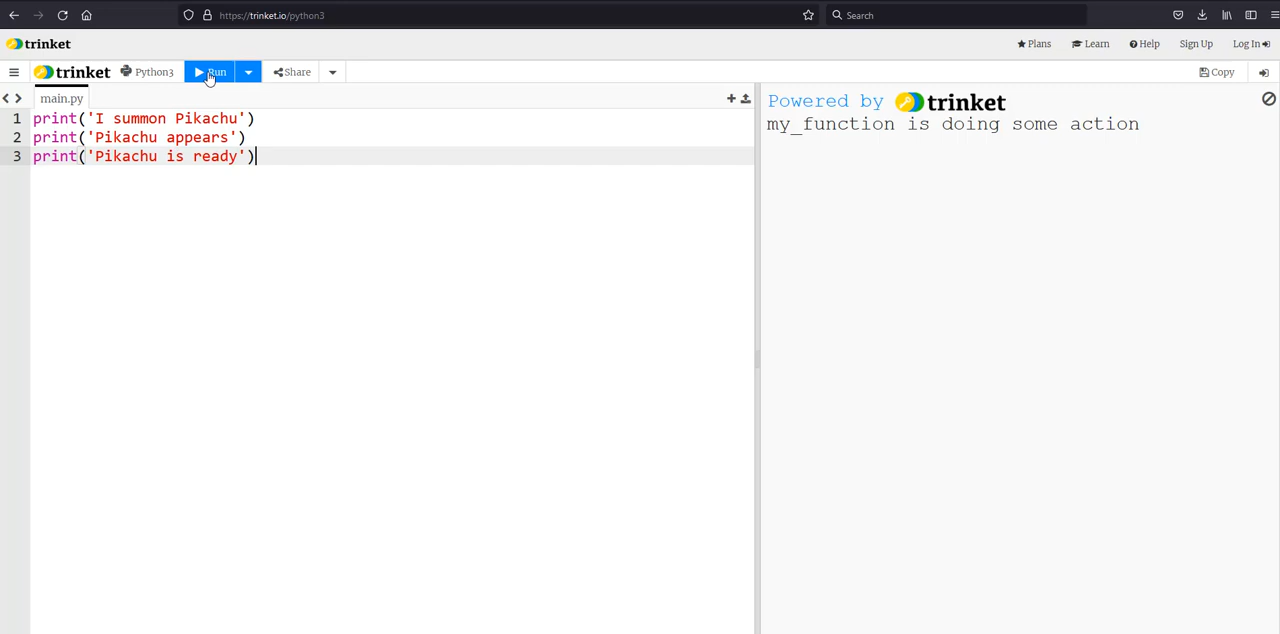 https://trinket.io/python3
Search
trinket
Plans
Learn
Help
Sign Up
Log In
trinket
Python3
Run
Share
Copy
main.py
1 print('I summon Pikachu')
2 print('Pikachu appears')
3 print('Pikachu is ready')
Powered by trinket
my_function is doing some action